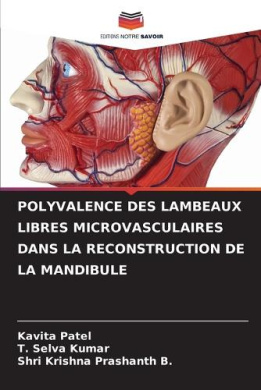 EDITIONS NOTRE SAVOIR
POLYVALENCE DES LAMBEAUX
LIBRES MICROVASCULAIRES
DANS LA RECONSTRUCTION DE
LA MANDIBULE
Kavita Patel
T. Selva Kumar
Shri Krishna Prashanth B.